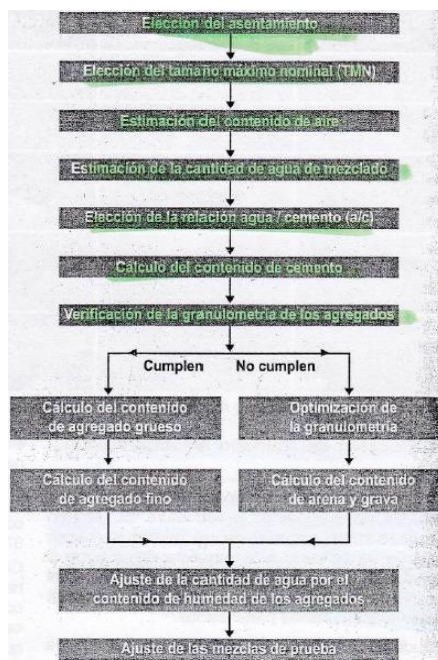 Elección del asentamiento
Elección del tamaño máximo nominal (TMN)
Estimación del contenido de aire
Estimación de la cantidad de agua de mezclado
Elección de la relación agua / cemento (a/c)
Cálculo del contenido de cemento
Verificación de la granulometría de los agregados
Cumplen No cumplen
Cálculo del contenido
de agregado grueso
Optimización de
la granulometría
Cálculo del contenido
de agregado fino
Cálculo del contenido
de arena y grava
Ajuste de la cantidad de agua por el
contenido de humedad de los agregados
Ajuste de las mezclas de prueba